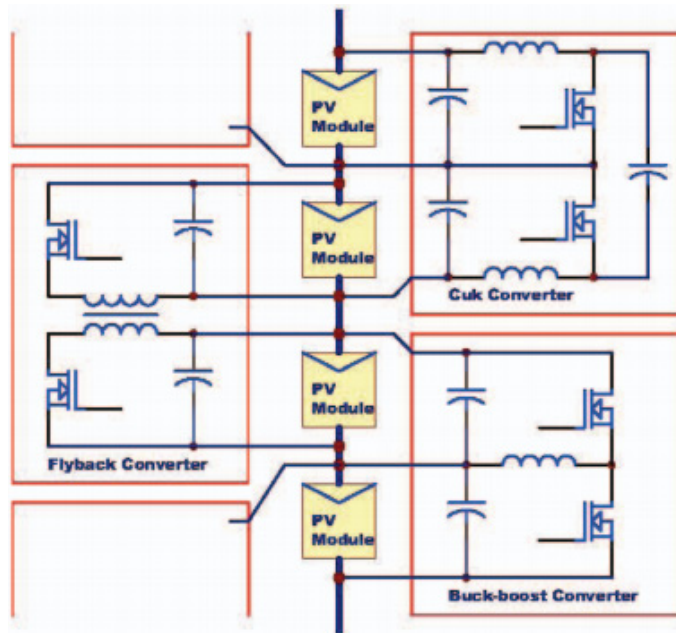 PV
Module
PV
Module
Cuk Converter
PV
Module
Flyback Converter
PV
Module
Buck-boost Converter